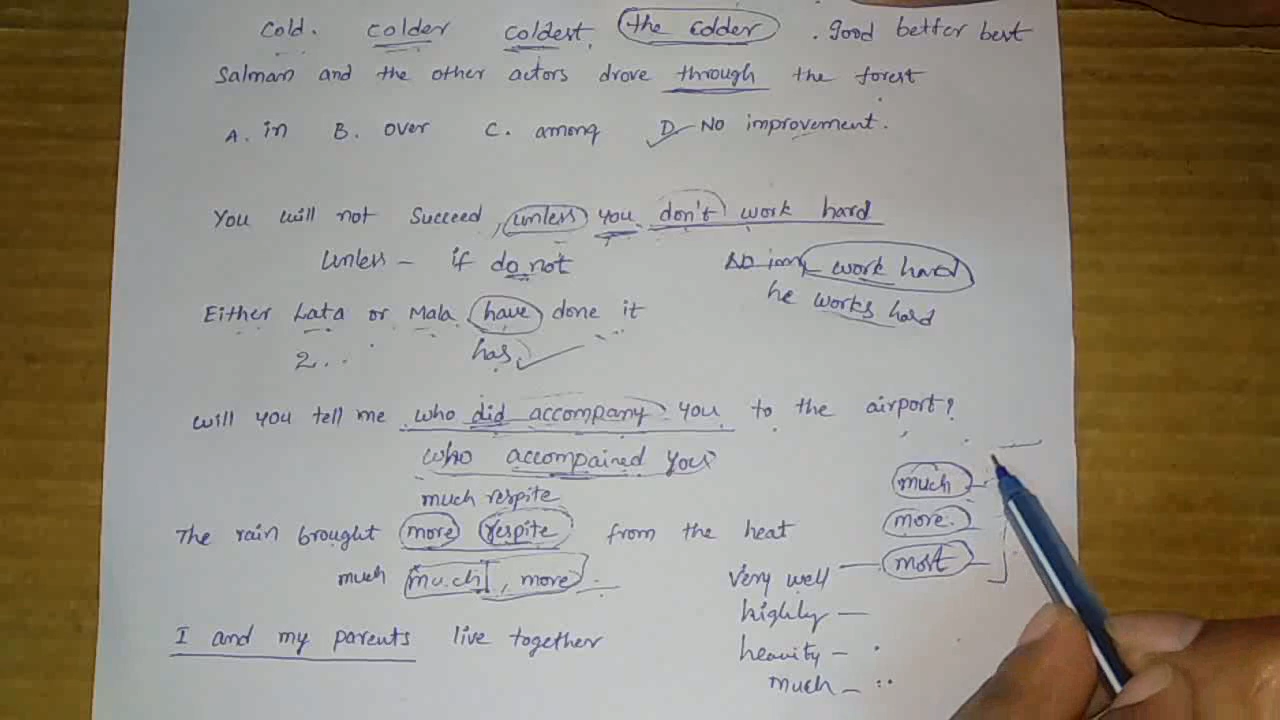 Cold. colder coldest, the colder . good better best
Salman and the other actors drove through the forest
A. in B. over C. among D. No improvement.
You will not Succeed, unless you don't work hard
Unless - if do not
work hard
he works hard
Either Lata or Mala have done it
2 . . has
will you tell me who did accompany you to the airport?
who accompaired you
much respite
much -
The rain brought more respite from the heat
more. -
much much, more
most -
very well -
highly -
I and my parents live together
heavity -
much -